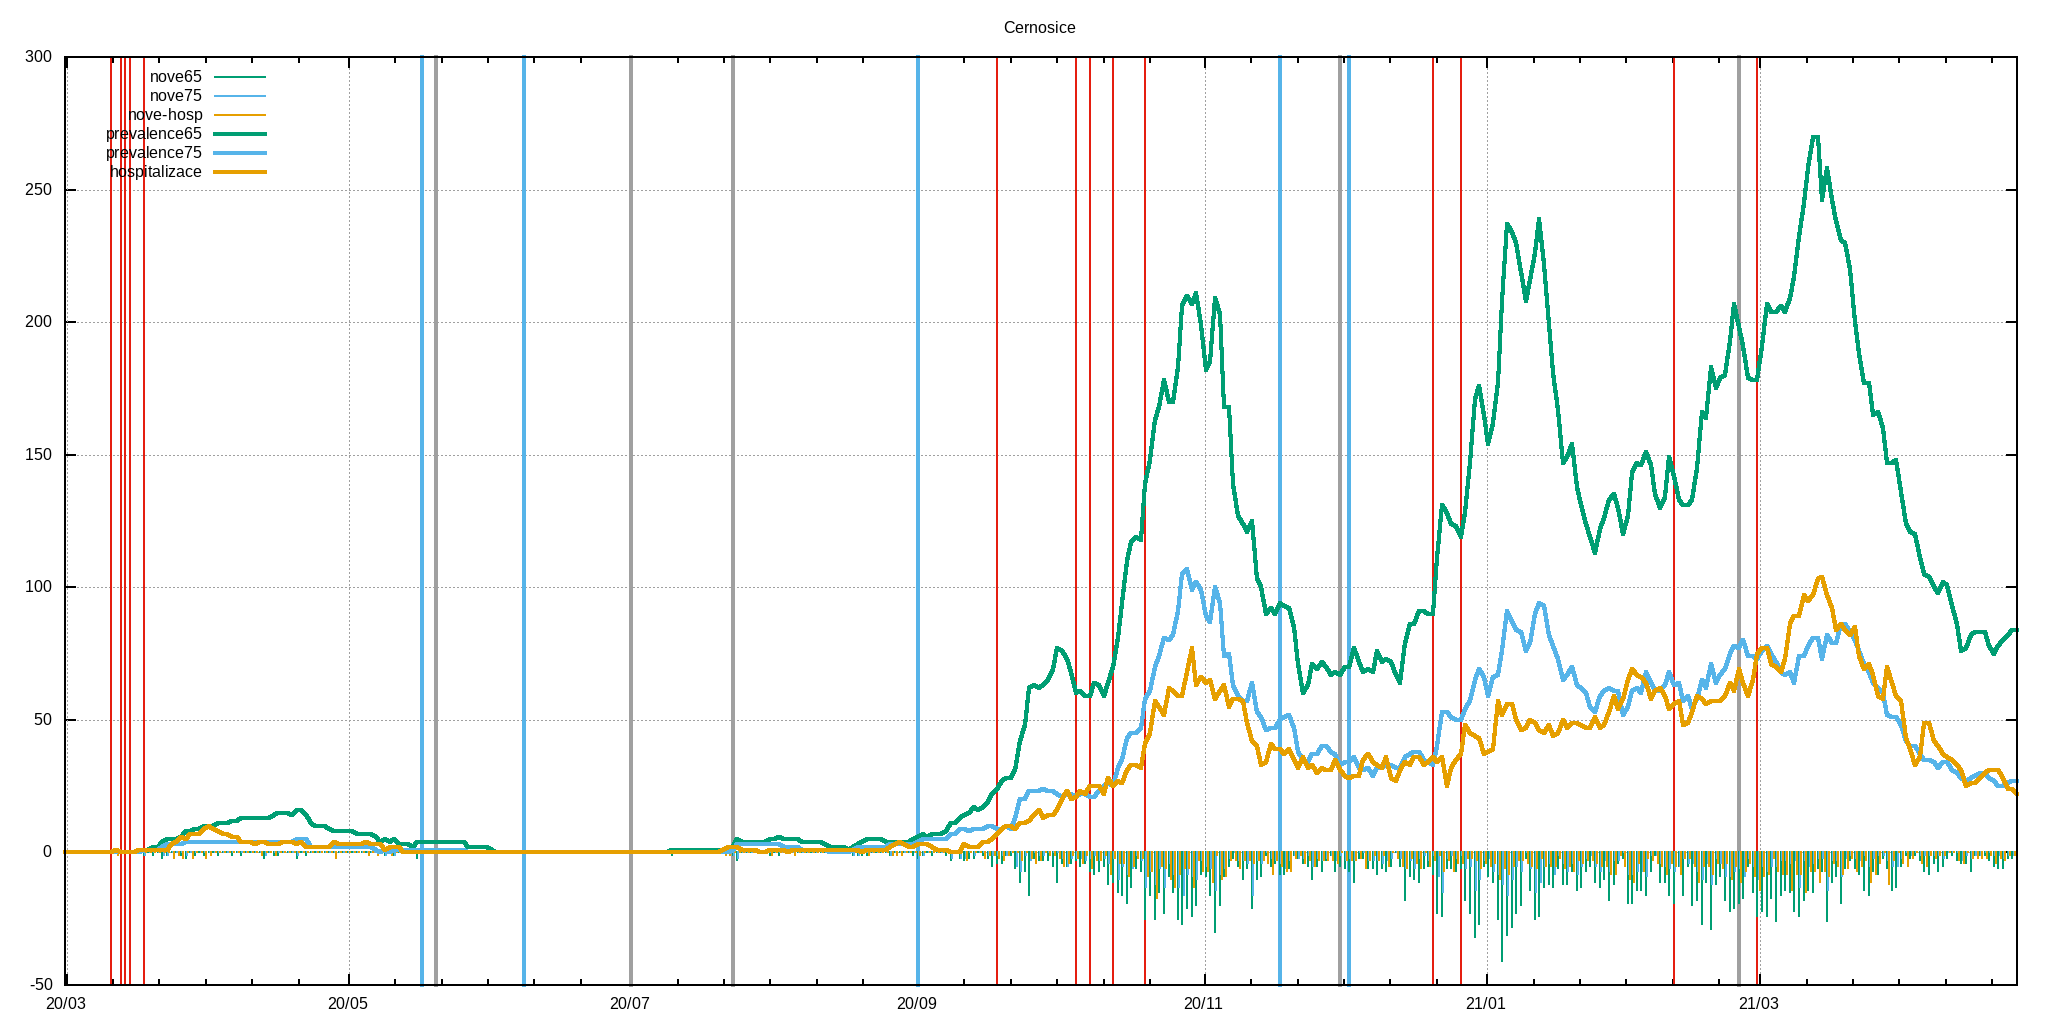 Cernosice
300
250
200
150
100
50
0
-50
nove65
nove75
nove-hosp
prevalence65
prevalence75
hospitalizace
20/03 20/05 20/07 20/09 20/11 21/01 21/03